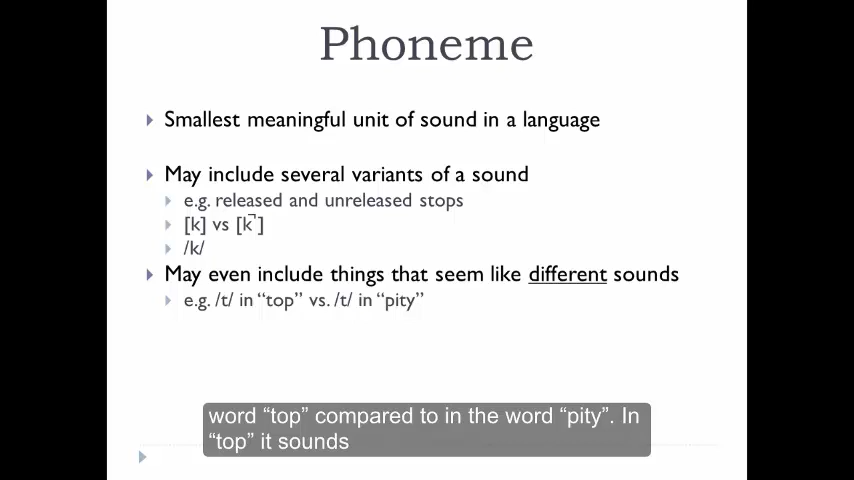 Phoneme
Smallest meaningful unit of sound in a language
May include several variants of a sound
e.g. released and unreleased stops
[k] vs [k̚]
/k/
May even include things that seem like different sounds
e.g. /t/ in “top” vs. /t/ in “pity”
word “top” compared to in the word “pity”. In
“top” it sounds